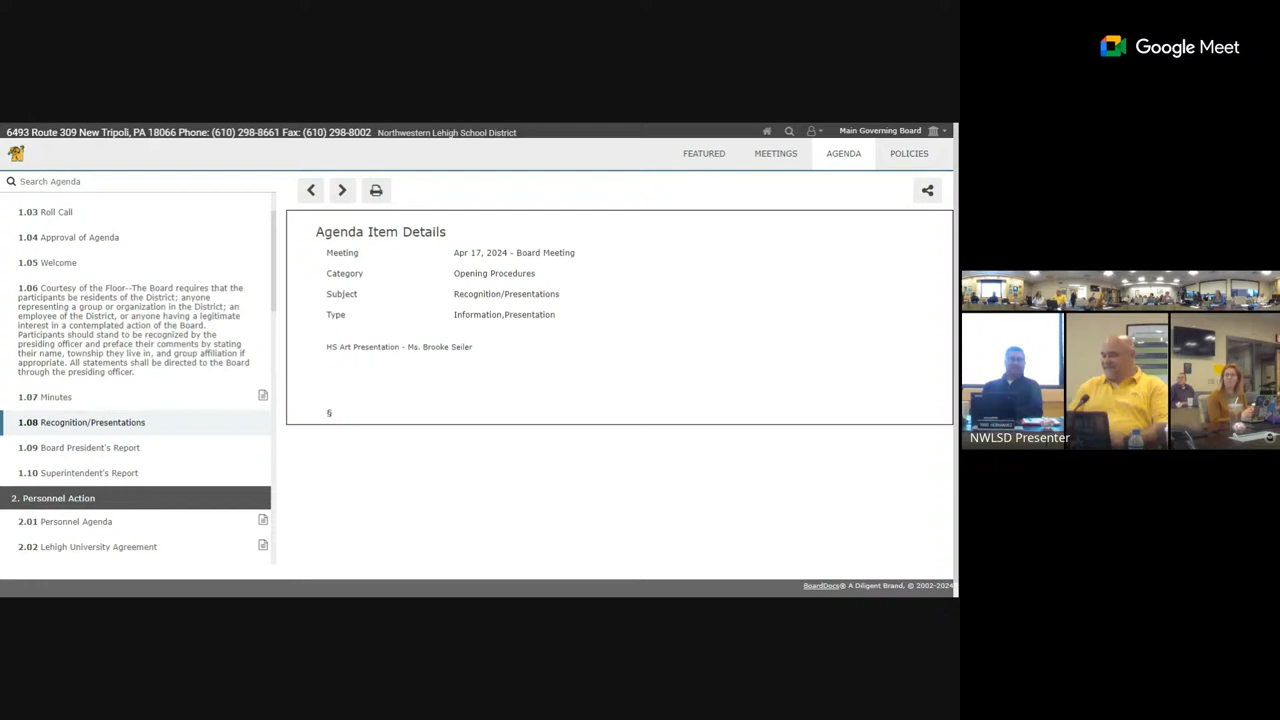 Google Meet
6493 Route 309 New Tripoli, PA 18066 Phone: (610) 298-8661 Fax: (610) 298-8002 Northwestern Lehigh School District
Main Governing Board
FEATURED
MEETINGS
AGENDA
POLICIES
Search Agenda
1.03 Roll Call
1.04 Approval of Agenda
1.05 Welcome
1.06 Courtesy of the Floor--The Board requires that the
participants be residents of the District; anyone
representing a group or organization in the District; an
employee of the District, or anyone having a legitimate
interest in a contemplated action of the Board.
Participants should stand to be recognized by the
presiding officer and preface their comments by stating
their name, township they live in, and group affiliation if
appropriate. All statements shall be directed to the Board
through the presiding officer.
1.07 Minutes
1.08 Recognition/Presentations
1.09 Board President's Report
1.10 Superintendent's Report
2. Personnel Action
2.01 Personnel Agenda
2.02 Lehigh University Agreement
Agenda Item Details
Meeting Apr 17, 2024 - Board Meeting
Category Opening Procedures
Subject Recognition/Presentations
Type Information,Presentation
HS Art Presentation - Ms. Brooke Seiler
§
BoardDocs® A Diligent Brand, © 2002-2024
NWLSD Presenter